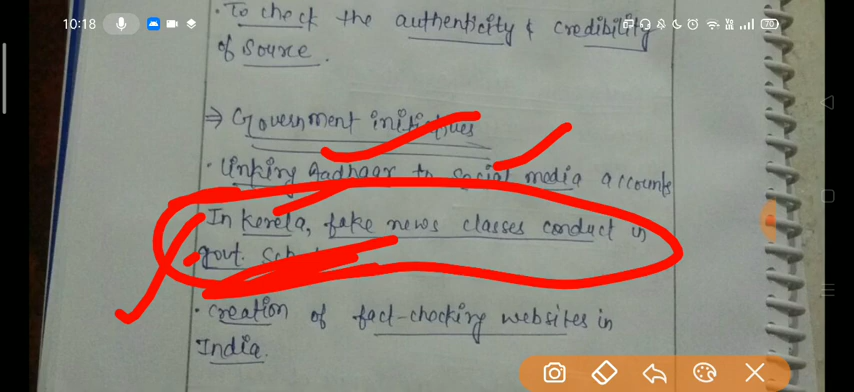 10:18
70
• To check the authenticity & credibility
of Source.
⇒ Government initiatives
• Linking Aadhaar to social media accounts
In Kerela, fake news classes conduct in
govt.
• Creation of fact-chocking websites in
India.